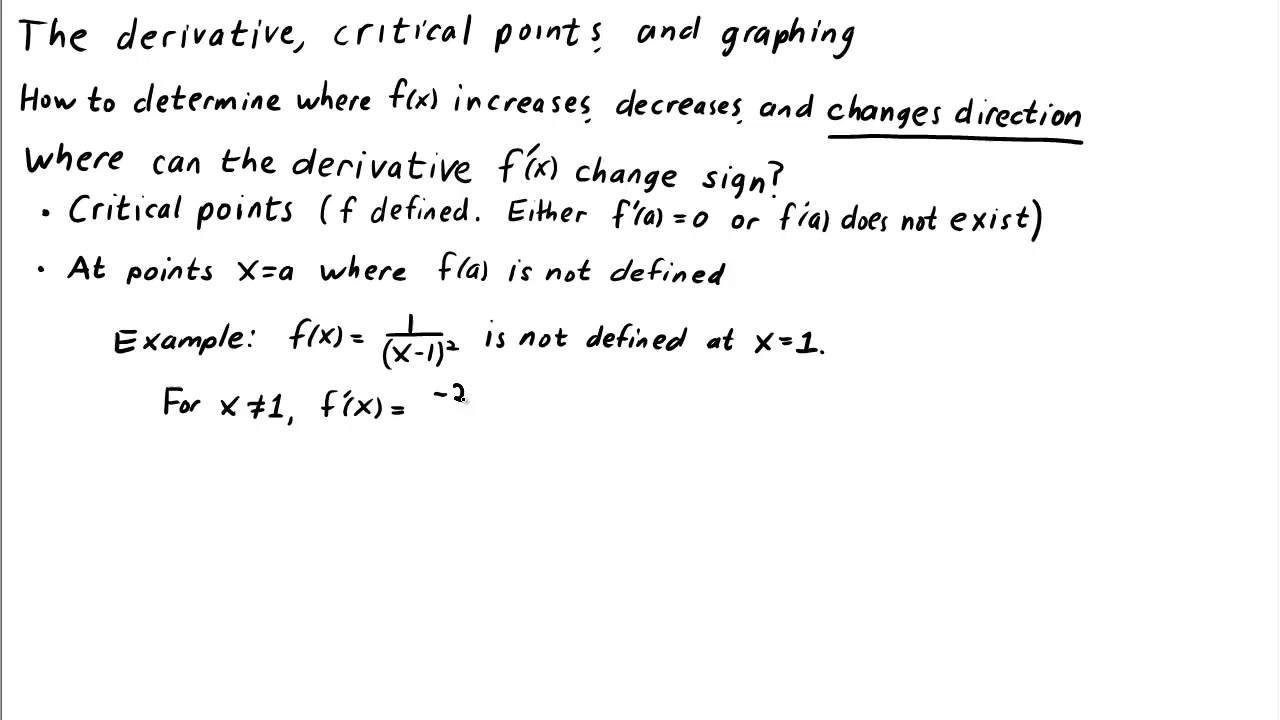 The derivative, critical points, and graphing
How to determine where f(x) increases, decreases, and changes direction
Where can the derivative f'(x) change sign?
• Critical points (f defined. Either f'(a) = 0 or f'(a) does not exist)
• At points x=a where f(a) is not defined
Example: f(x) = 1/(x-1)² is not defined at x=1.
For x ≠ 1, f'(x) = -2